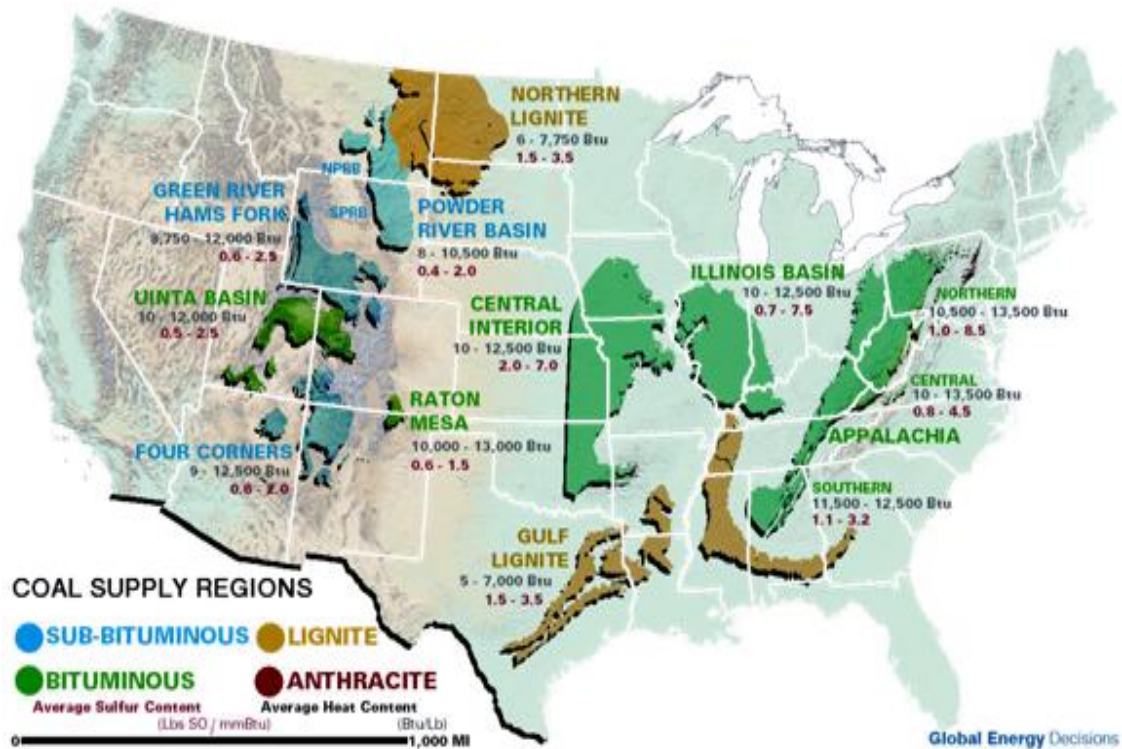 NORTHERN
LIGNITE
6 - 7,750 Btu
1.5 - 3.5
NPRB
GREEN RIVER
HAMS FORK
9,750 - 12,000 Btu
0.6 - 2.5
SPRB
POWDER
RIVER BASIN
8 - 10,500 Btu
0.4 - 2.0
UINTA BASIN
10 - 12,000 Btu
0.5 - 2.5
CENTRAL
INTERIOR
10 - 12,500 Btu
2.0 - 7.0
ILLINOIS BASIN
10 - 12,500 Btu
0.7 - 7.5
NORTHERN
10,500 - 13,500 Btu
1.0 - 8.5
CENTRAL
10 - 13,500 Btu
0.8 - 4.5
APPALACHIA
RATON
MESA
10,000 - 13,000 Btu
0.6 - 1.5
FOUR CORNERS
9 - 12,500 Btu
0.6 - 2.0
SOUTHERN
11,500 - 12,500 Btu
1.1 - 3.2
GULF
LIGNITE
5 - 7,000 Btu
1.5 - 3.5
COAL SUPPLY REGIONS
SUB-BITUMINOUS LIGNITE
BITUMINOUS ANTHRACITE
Average Sulfur Content Average Heat Content
(Lbs SO / mmBtu) (Btu/Lb)
0 1,000 MI
Global Energy Decisions